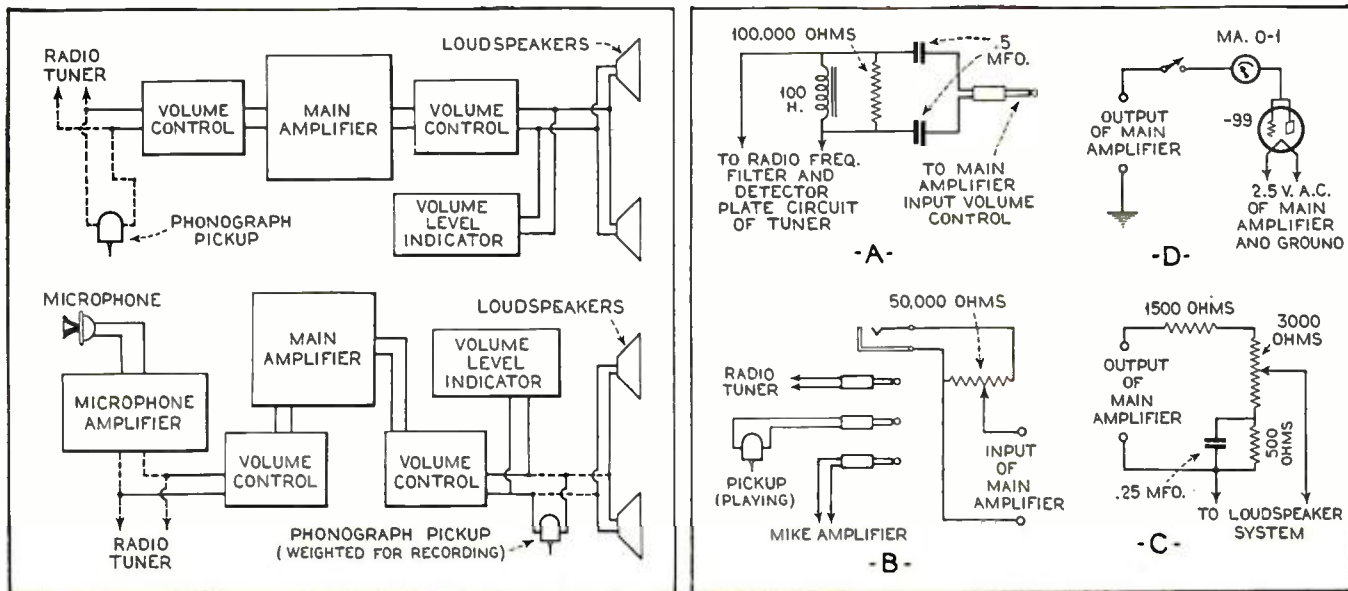 LOUDSPEAKERS
RADIO
TUNER
VOLUME
CONTROL
MAIN
AMPLIFIER
VOLUME
CONTROL
VOLUME
LEVEL
INDICATOR
PHONOGRAPH
PICKUP
MICROPHONE
MICROPHONE
AMPLIFIER
MAIN
AMPLIFIER
VOLUME
LEVEL
INDICATOR
LOUDSPEAKERS
VOLUME
CONTROL
VOLUME
CONTROL
RADIO
TUNER
PHONOGRAPH PICKUP
(WEIGHTED FOR RECORDING)
100,000 OHMS
.5
MFO.
100
H.
TO RADIO FREQ.
FILTER AND
DETECTOR
PLATE CIRCUIT
OF TUNER
TO MAIN
AMPLIFIER
INPUT VOLUME
CONTROL
-A-
MA. 0-1
OUTPUT
OF MAIN
AMPLIFIER
-99
2.5 V. A.C.
OF MAIN
AMPLIFIER
AND GROUND
-D-
50,000 OHMS
RADIO
TUNER
PICKUP
(PLAYING)
MIKE AMPLIFIER
INPUT
OF MAIN
AMPLIFIER
-B-
1500 OHMS
3000
OHMS
OUTPUT
OF MAIN
AMPLIFIER
500
OHMS
.25 MFO.
TO LOUDSPEAKER
SYSTEM
-C-